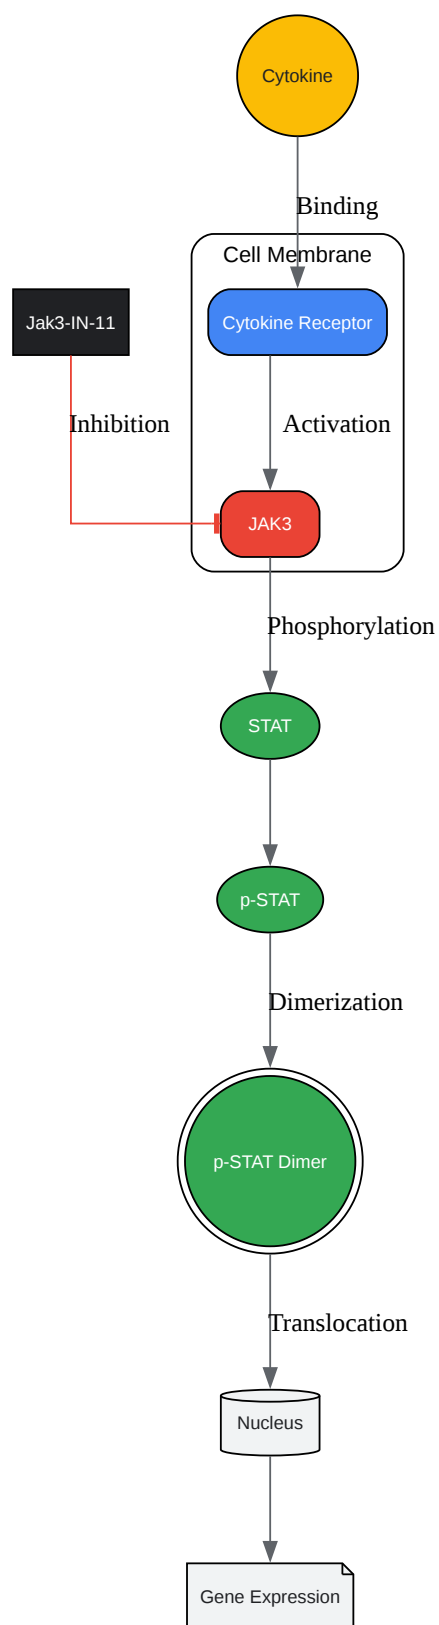 Cytokine
Binding
Cell Membrane
Jak3-IN-11
Cytokine Receptor
Inhibition
Activation
JAK3
Phosphorylation
STAT
p-STAT
Dimerization
p-STAT Dimer
Translocation
Nucleus
Gene Expression